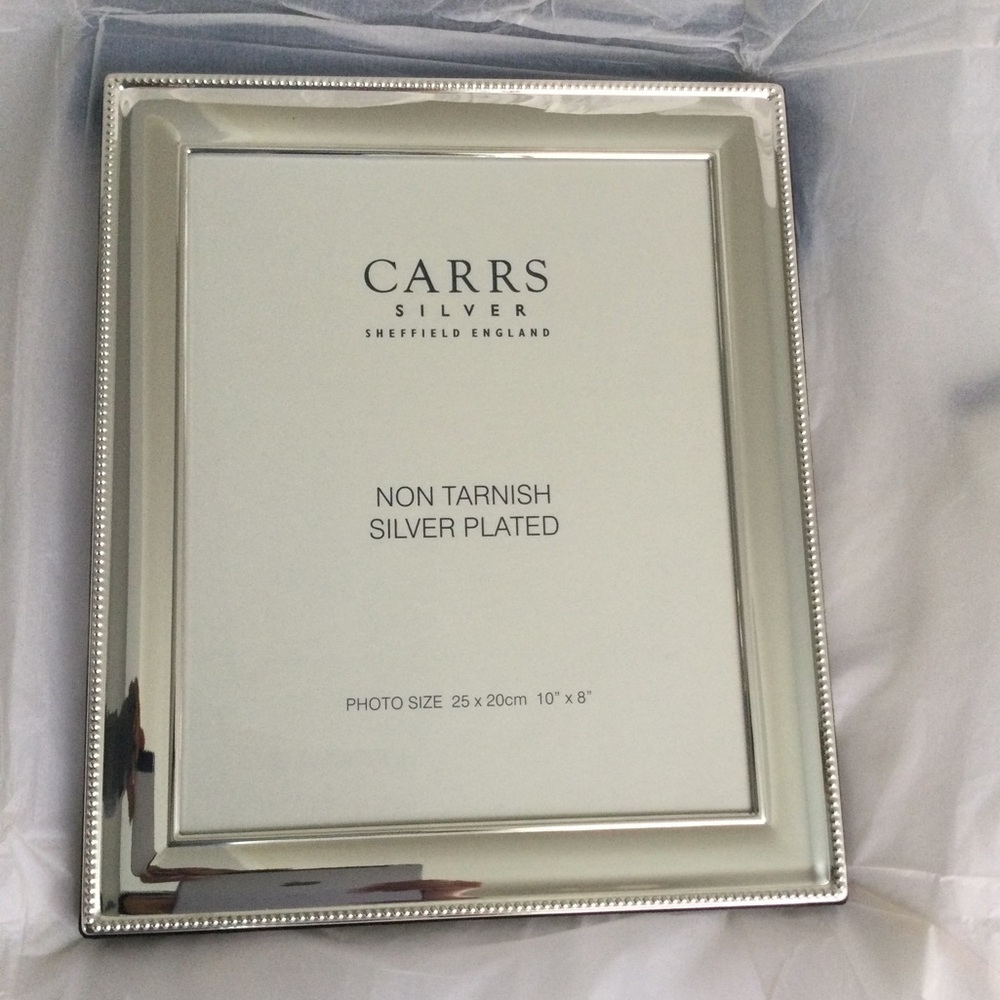 CARRS
SILVER
SHEFFIELD ENGLAND
NON TARNISH
SILVER PLATED
PHOTO SIZE 25 x 20cm 10" x 8"